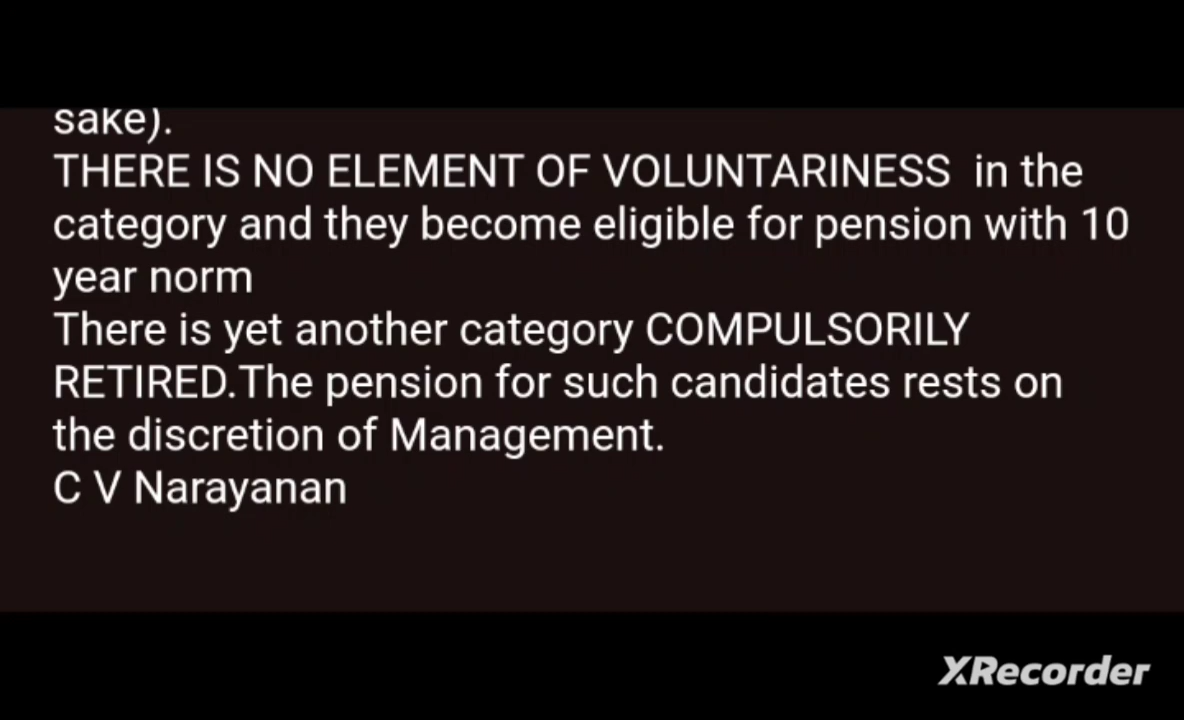 sake).
THERE IS NO ELEMENT OF VOLUNTARINESS in the
category and they become eligible for pension with 10
year norm
There is yet another category COMPULSORILY
RETIRED.The pension for such candidates rests on
the discretion of Management.
C V Narayanan
XRecorder